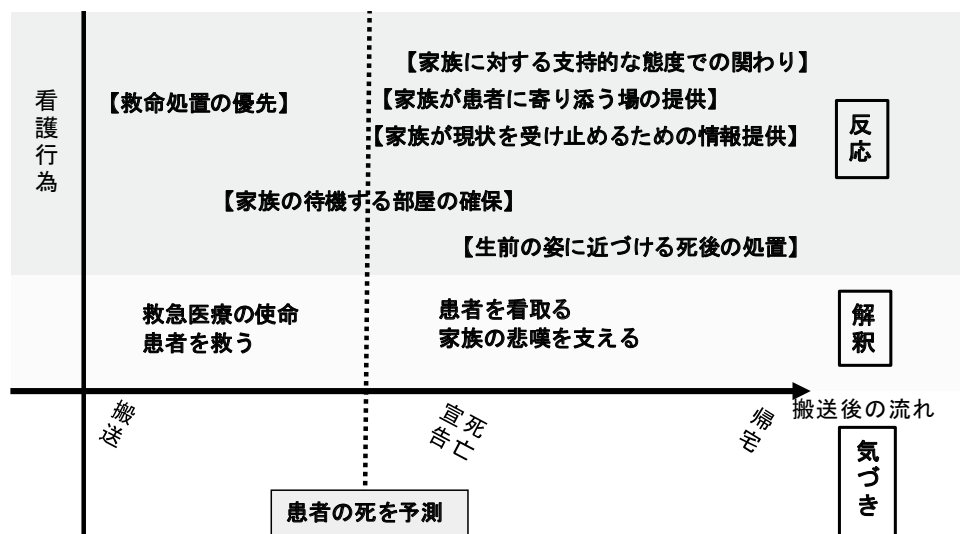 看護行為
【救命処置の優先】
【家族に対する支持的な態度での関わり】
【家族が患者に寄り添う場の提供】
【家族が現状を受け止めるための情報提供】
【家族の待機する部屋の確保】
【生前の姿に近づける死後の処置】
反応
救急医療の使命
患者を救う
患者を看取る
家族の悲嘆を支える
解釈
搬送
死亡
宣告
帰宅
搬送後の流れ
気づき
患者の死を予測